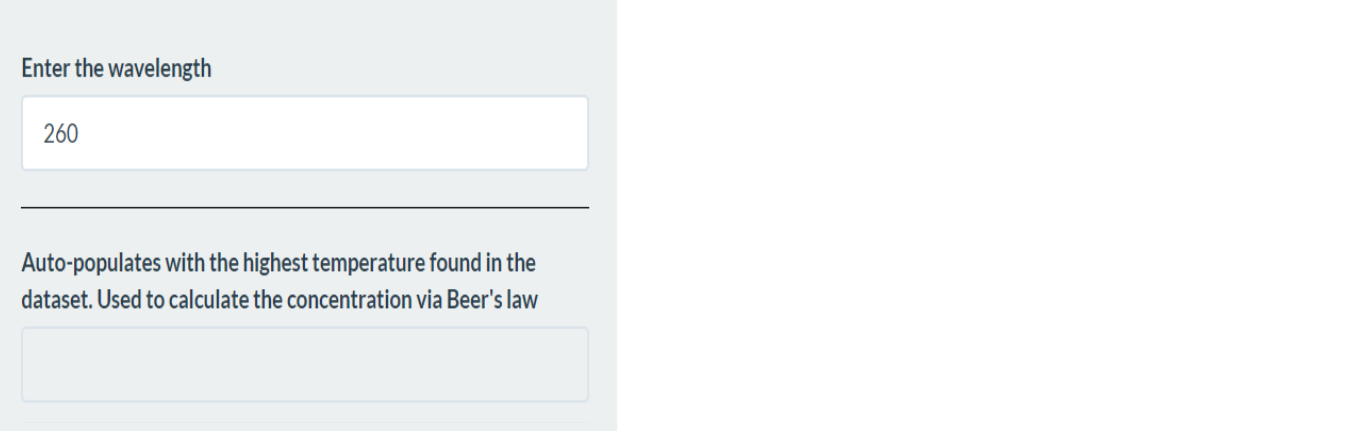 Enter the wavelength
260
Auto-populates with the highest temperature found in the
dataset. Used to calculate the concentration via Beer's law